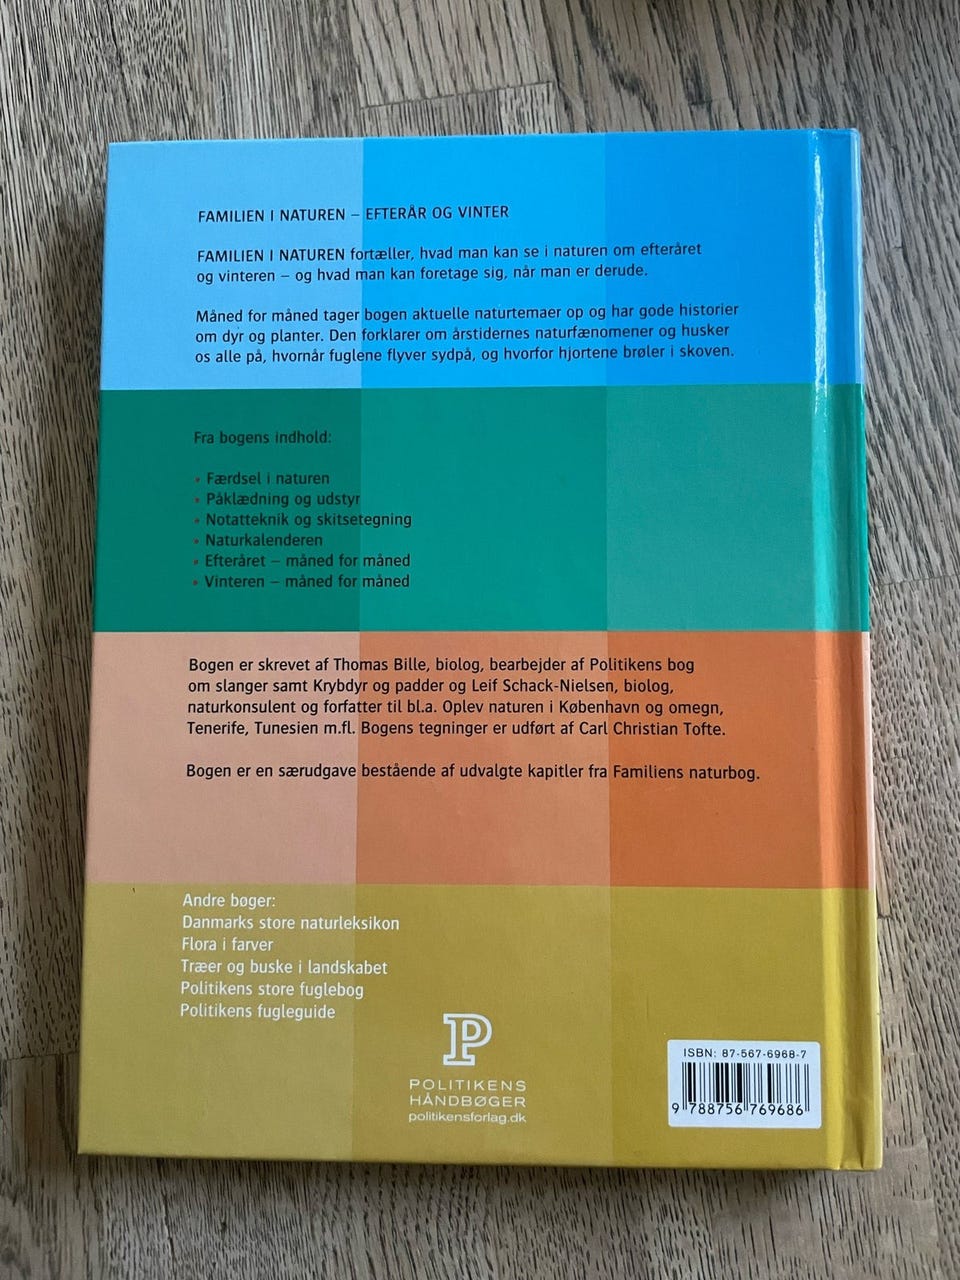 FAMILIEN I NATUREN – EFTERÅR OG VINTER
FAMILIEN I NATUREN fortæller, hvad man kan se i naturen om efteråret
og vinteren – og hvad man kan foretage sig, når man er derude.
Måned for måned tager bogen aktuelle naturtemaer op og har gode historier
om dyr og planter. Den forklarer om årstidernes naturfænomener og husker
os alle på, hvornår fuglene flyver sydpå, og hvorfor hjortene brøler i skoven.
Fra bogens indhold:
• Færdsel i naturen
• Påklædning og udstyr
• Notatteknik og skitsetegning
• Naturkalenderen
• Efteråret – måned for måned
• Vinteren – måned for måned
Bogen er skrevet af Thomas Bille, biolog, bearbejder af Politikens bog
om slanger samt Krybdyr og padder og Leif Schack-Nielsen, biolog,
naturkonsulent og forfatter til bl.a. Oplev naturen i København og omegn,
Tenerife, Tunesien m.fl. Bogens tegninger er udført af Carl Christian Tofte.
Bogen er en særudgave bestående af udvalgte kapitler fra Familiens naturbog.
Andre bøger:
Danmarks store naturleksikon
Flora i farver
Træer og buske i landskabet
Politikens store fuglebog
Politikens fugleguide
P
POLITIKENS
HÅNDBØGER
politikensforlag.dk
ISBN: 87-567-6968-7
9 788756 769686